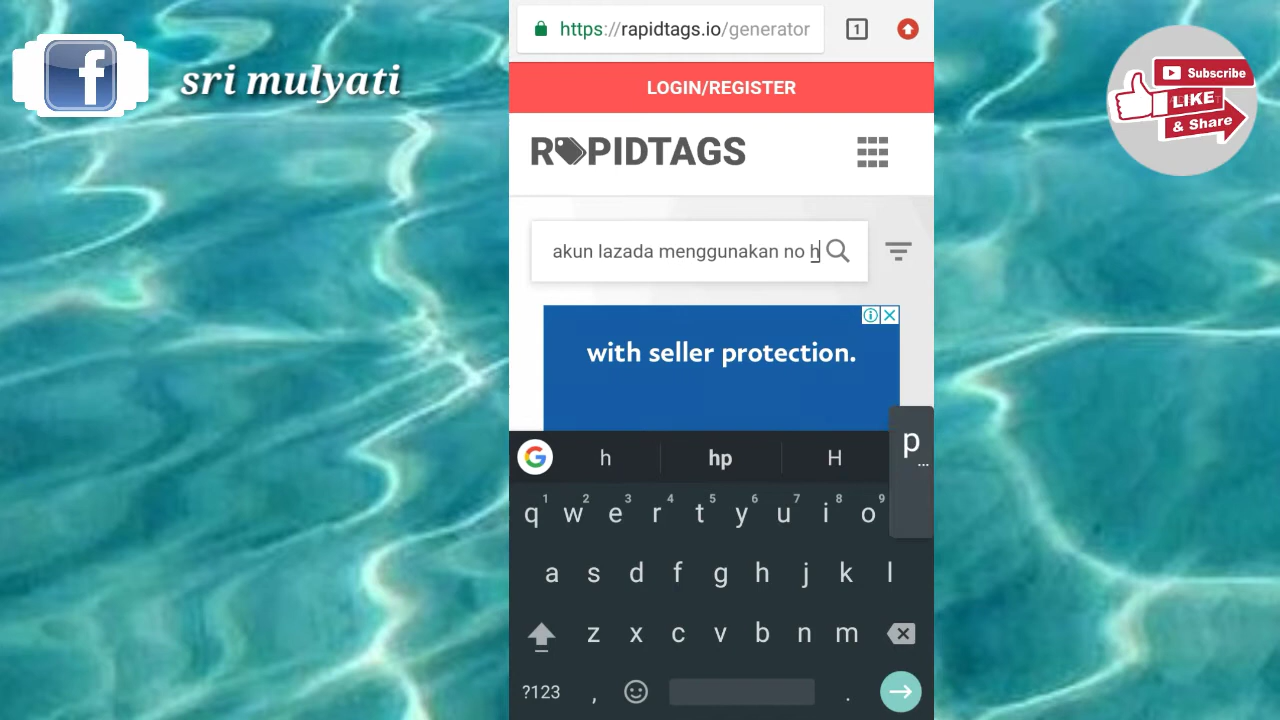 f
sri mulyati
https://rapidtags.io/generator
1
LOGIN/REGISTER
RAPIDTAGS
akun lazada menggunakan no h
with seller protection.
G h hp H
p
...
1 2 3 4 5 6 7 8 9
q w e r t y u i o
a s d f g h j k l
z x c v b n m
?123 , .
Subscribe
LIKE
& Share